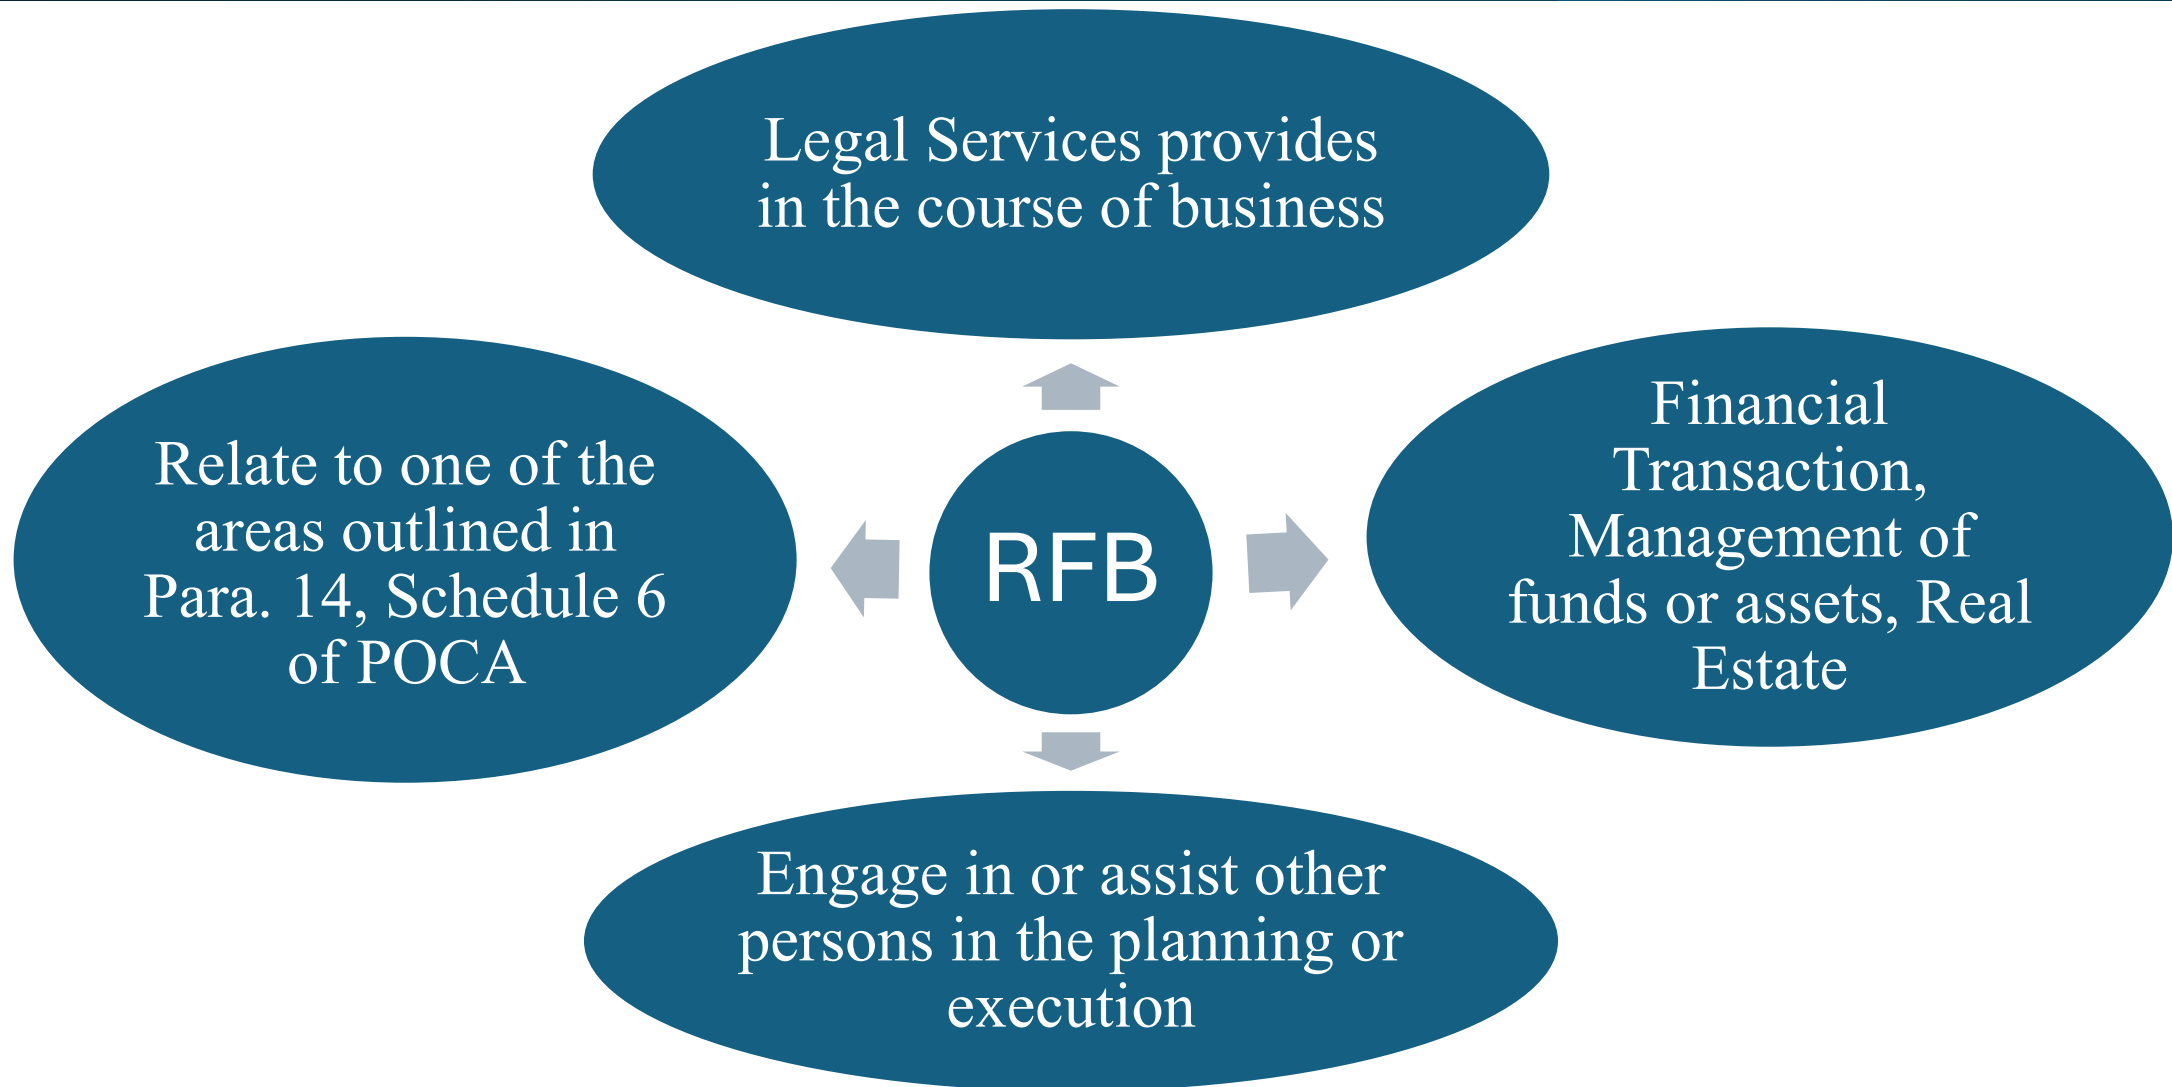 Legal Services provides
in the course of business
Financial
Transaction,
Management of
funds or assets, Real
Estate
Relate to one of the
areas outlined in
Para. 14, Schedule 6
of POCA
RFB
Engage in or assist other
persons in the planning or
execution